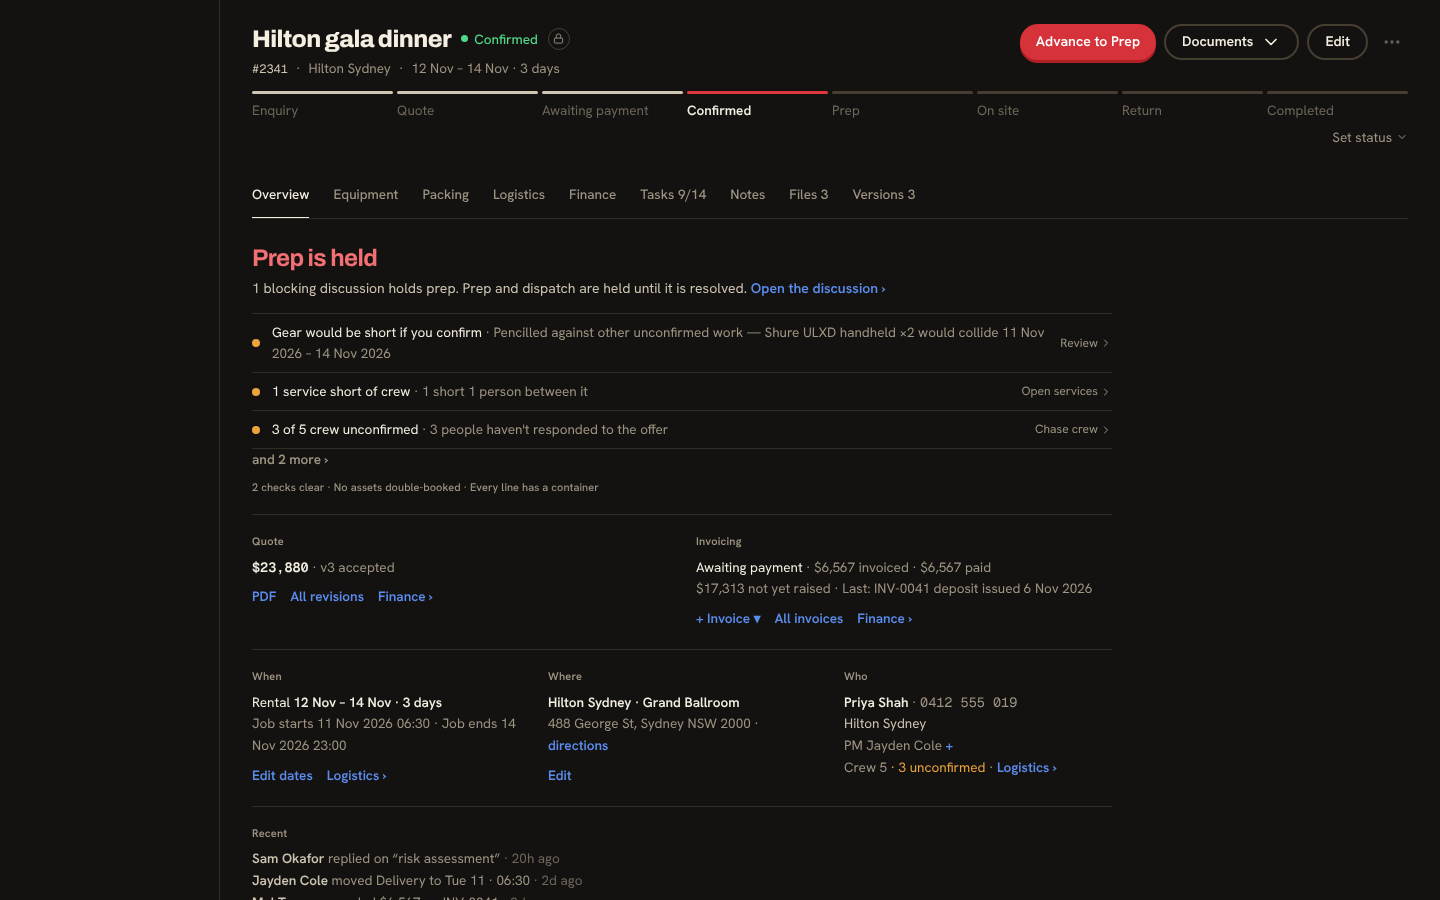 Hilton gala dinner Confirmed
Advance to Prep Documents Edit
#2341 · Hilton Sydney · 12 Nov – 14 Nov · 3 days
Enquiry Quote Awaiting payment Confirmed Prep On site Return Completed
Set status
Overview Equipment Packing Logistics Finance Tasks 9/14 Notes Files 3 Versions 3
Prep is held
1 blocking discussion holds prep. Prep and dispatch are held until it is resolved. Open the discussion ›
Gear would be short if you confirm · Pencilled against other unconfirmed work — Shure ULXD handheld ×2 would collide 11 Nov
2026 – 14 Nov 2026
Review ›
1 service short of crew · 1 short 1 person between it Open services ›
3 of 5 crew unconfirmed · 3 people haven't responded to the offer Chase crew ›
and 2 more ›
2 checks clear · No assets double-booked · Every line has a container
Quote
$23,880 · v3 accepted
PDF All revisions Finance ›
Invoicing
Awaiting payment · $6,567 invoiced · $6,567 paid
$17,313 not yet raised · Last: INV-0041 deposit issued 6 Nov 2026
+ Invoice ▾ All invoices Finance ›
When
Rental 12 Nov – 14 Nov · 3 days
Job starts 11 Nov 2026 06:30 · Job ends 14
Nov 2026 23:00
Edit dates Logistics ›
Where
Hilton Sydney · Grand Ballroom
488 George St, Sydney NSW 2000 ·
directions
Edit
Who
Priya Shah · 0412 555 019
Hilton Sydney
PM Jayden Cole +
Crew 5 · 3 unconfirmed · Logistics ›
Recent
Sam Okafor replied on “risk assessment” · 20h ago
Jayden Cole moved Delivery to Tue 11 · 06:30 · 2d ago